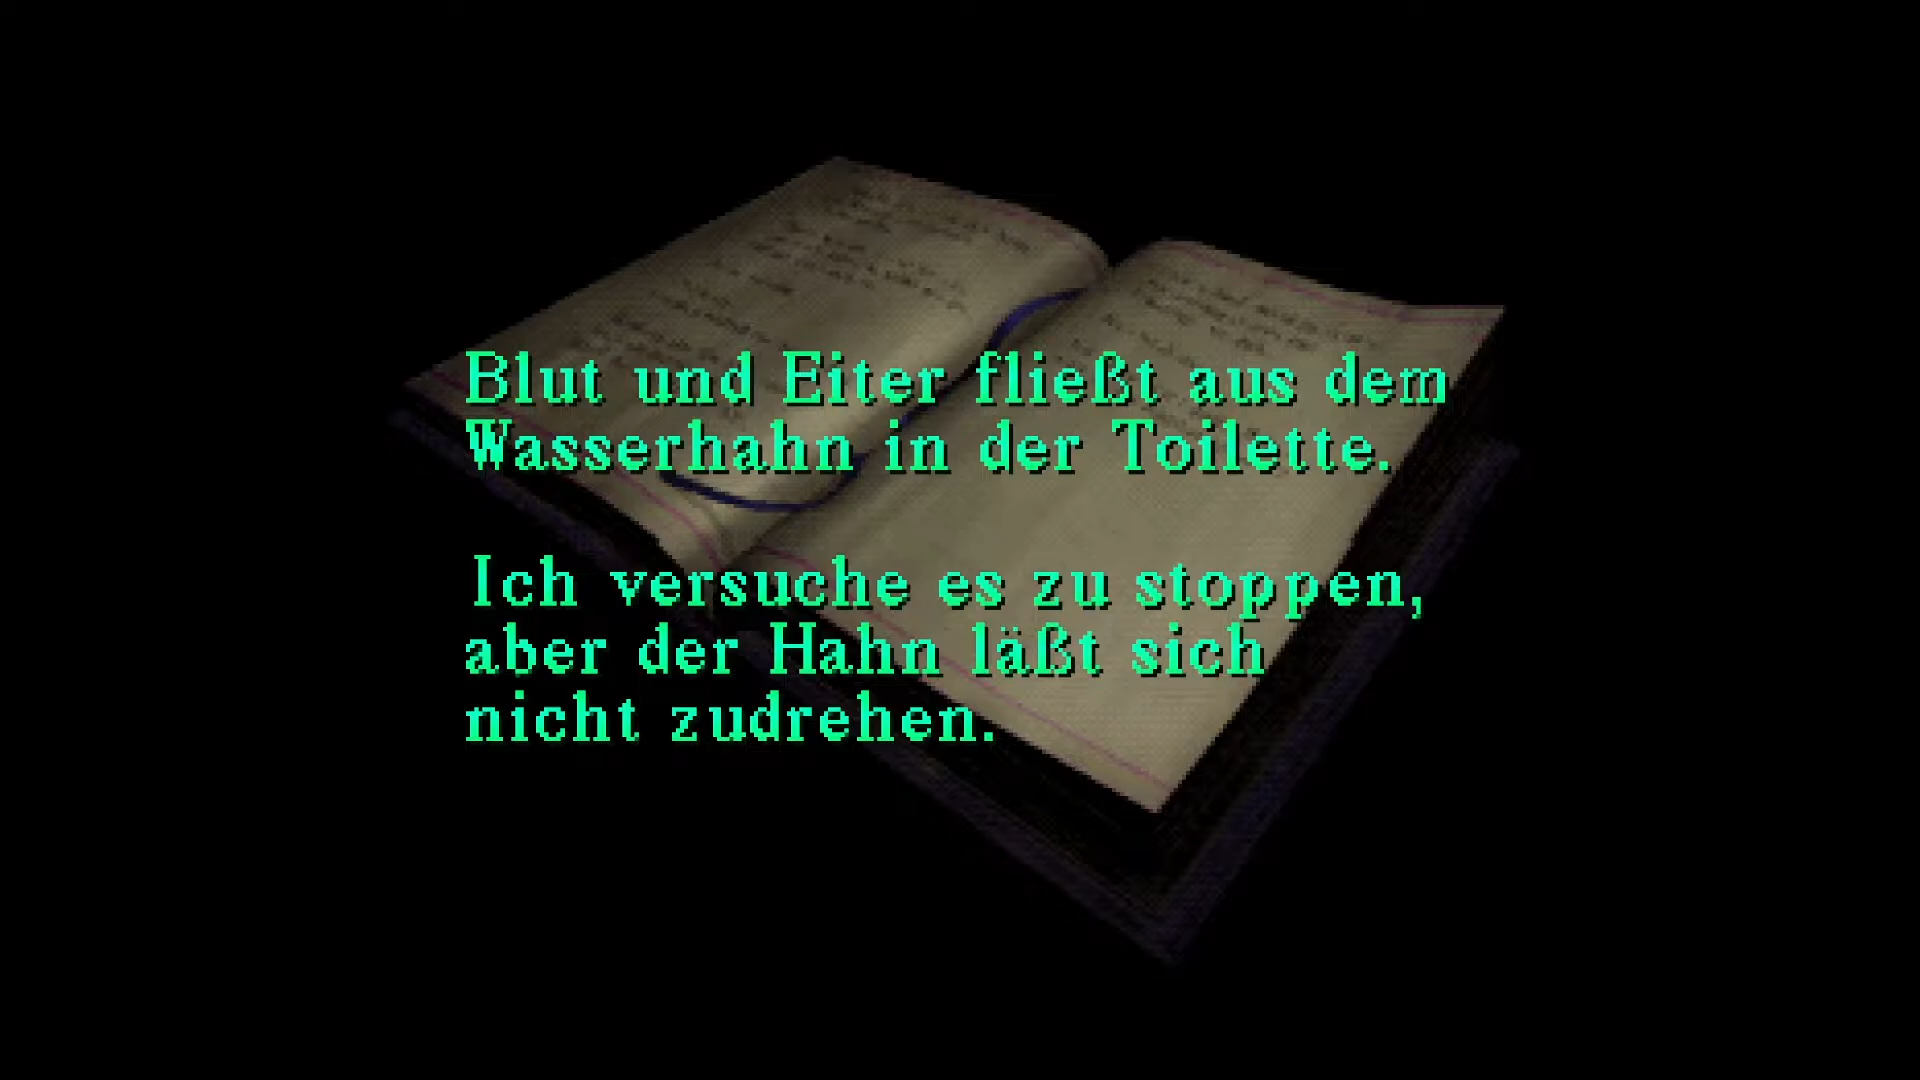 Blut und Eiter fließt aus dem
Wasserhahn in der Toilette.
Ich versuche es zu stoppen,
aber der Hahn läßt sich
nicht zudrehen.